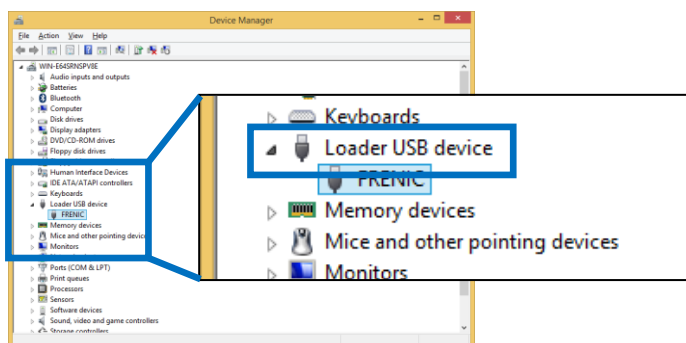 Device Manager
File Action View Help
WIN-E64SRNSPV8E
Audio inputs and outputs
Batteries
Bluetooth
Computer
Disk drives
Display adapters
DVD/CD-ROM drives
Floppy disk drives
Human Interface Devices
IDE ATA/ATAPI controllers
Keyboards
Loader USB device
FRENIC
Memory devices
Mice and other pointing devices
Monitors
Ports (COM & LPT)
Print queues
Processors
Sensors
Software devices
Sound, video and game controllers
Storage controllers
Keyboards
Loader USB device
FRENIC
Memory devices
Mice and other pointing devices
Monitors